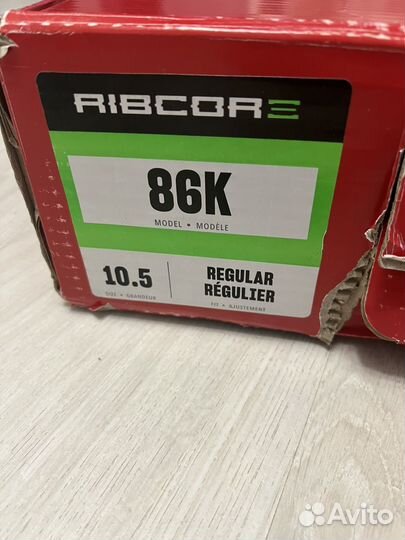 RIBCORE
86K
MODEL • MODÈLE
10.5
SIZE • GRANDEUR
REGULAR
RÉGULIER
FIT • AJUSTEMENT
Avito